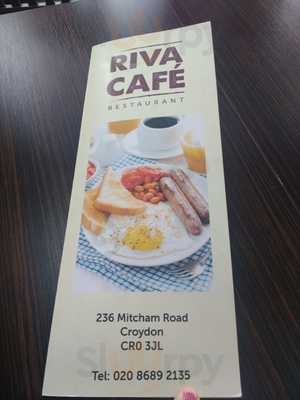 RIVA
CAFÉ
RESTAURANT
236 Mitcham Road
Croydon
CR0 3JL
Tel: 020 8689 2135